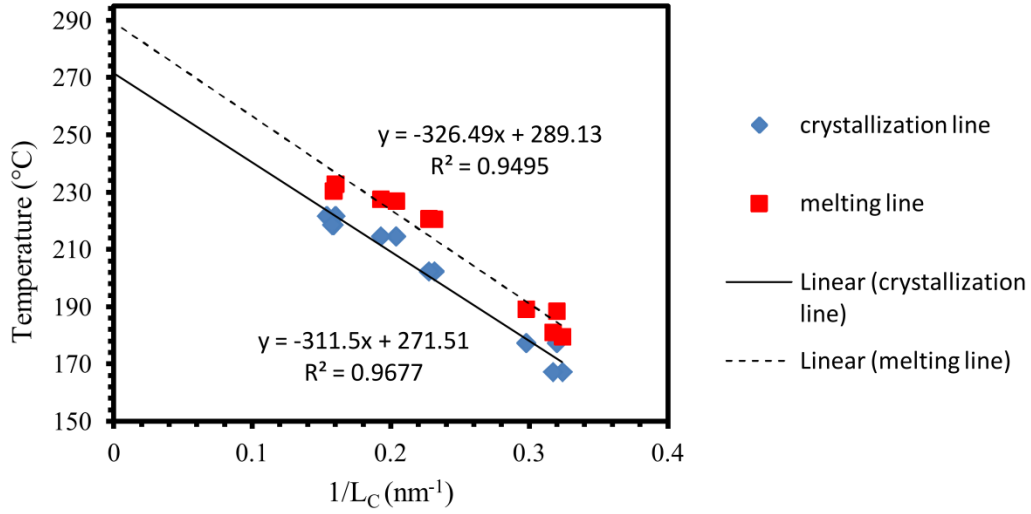 290
270
250
230
210
190
170
150
Temperature (°C)
y = -326.49x + 289.13
R² = 0.9495
y = -311.5x + 271.51
R² = 0.9677
0
0.1
0.2
0.3
0.4
1/L_C (nm⁻¹)
crystallization line
melting line
Linear (crystallization
line)
Linear (melting line)